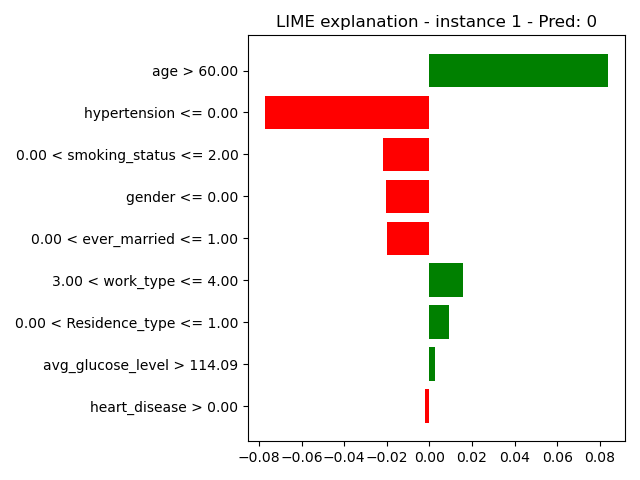 LIME explanation - instance 1 - Pred: 0
age > 60.00
hypertension <= 0.00
0.00 < smoking_status <= 2.00
gender <= 0.00
0.00 < ever_married <= 1.00
3.00 < work_type <= 4.00
0.00 < Residence_type <= 1.00
avg_glucose_level > 114.09
heart_disease > 0.00
−0.08 −0.06 −0.04 −0.02 0.00 0.02 0.04 0.06 0.08